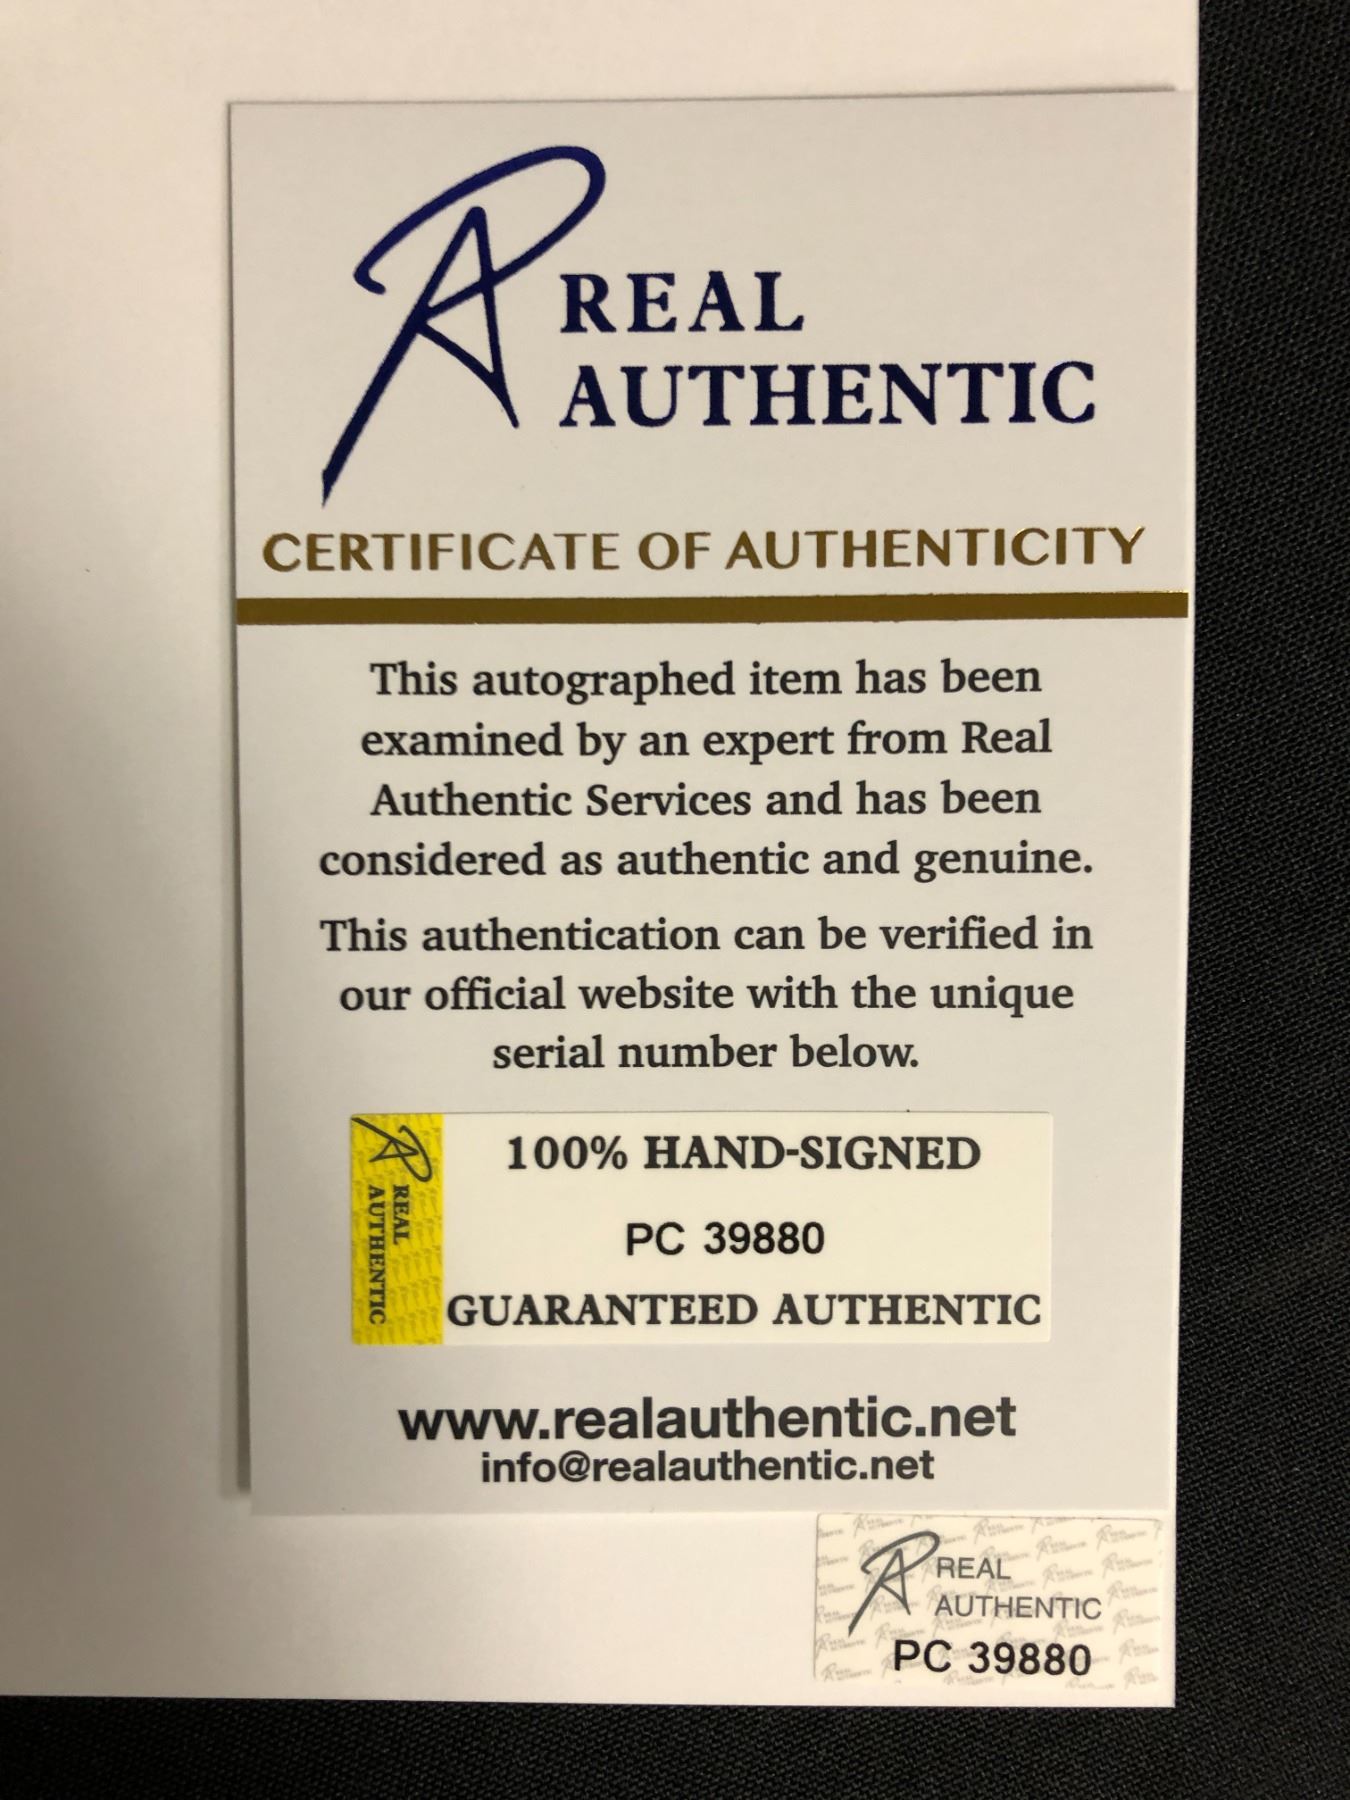 REAL
AUTHENTIC
CERTIFICATE OF AUTHENTICITY
This autographed item has been
examined by an expert from Real
Authentic Services and has been
considered as authentic and genuine.
This authentication can be verified in
our official website with the unique
serial number below.
REAL
AUTHENTIC
100% HAND-SIGNED
PC 39880
GUARANTEED AUTHENTIC
www.realauthentic.net
info@realauthentic.net
REAL
AUTHENTIC
PC 39880